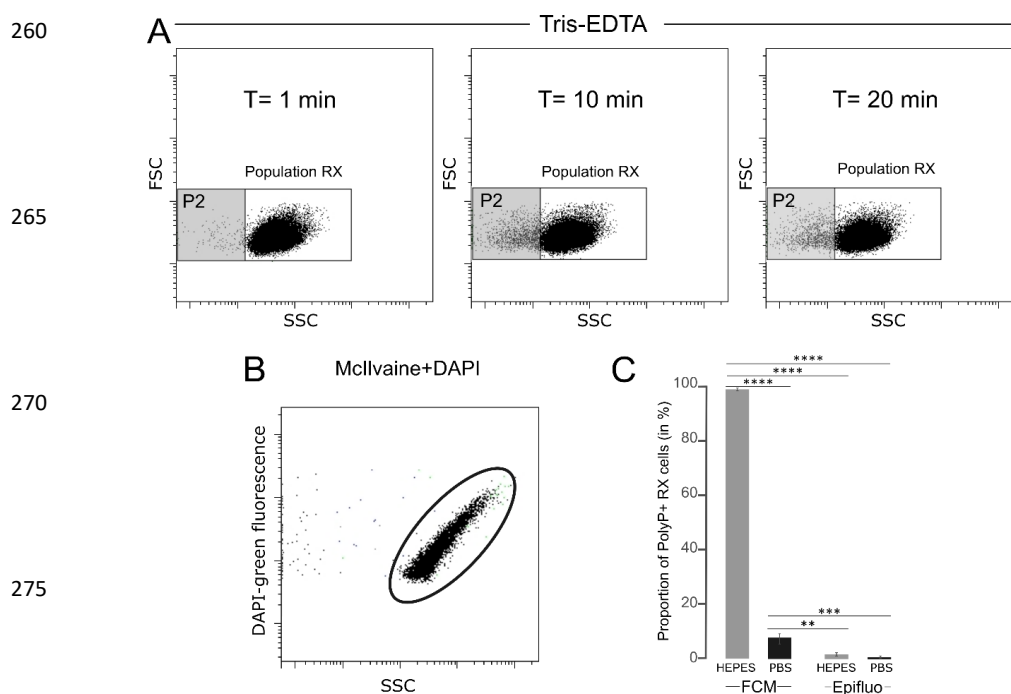 260
A
Tris-EDTA
T= 1 min
T= 10 min
T= 20 min
Population RX
Population RX
Population RX
FSC
FSC
FSC
P2
P2
P2
265
SSC
SSC
SSC
270
B
McIlvaine+DAPI
DAPI-green fluorescence
SSC
275
C
Proportion of PolyP+ RX cells (in %)
100
80
60
40
20
0
****
****
****
***
**
HEPES
PBS
HEPES
PBS
FCM
Epifluo